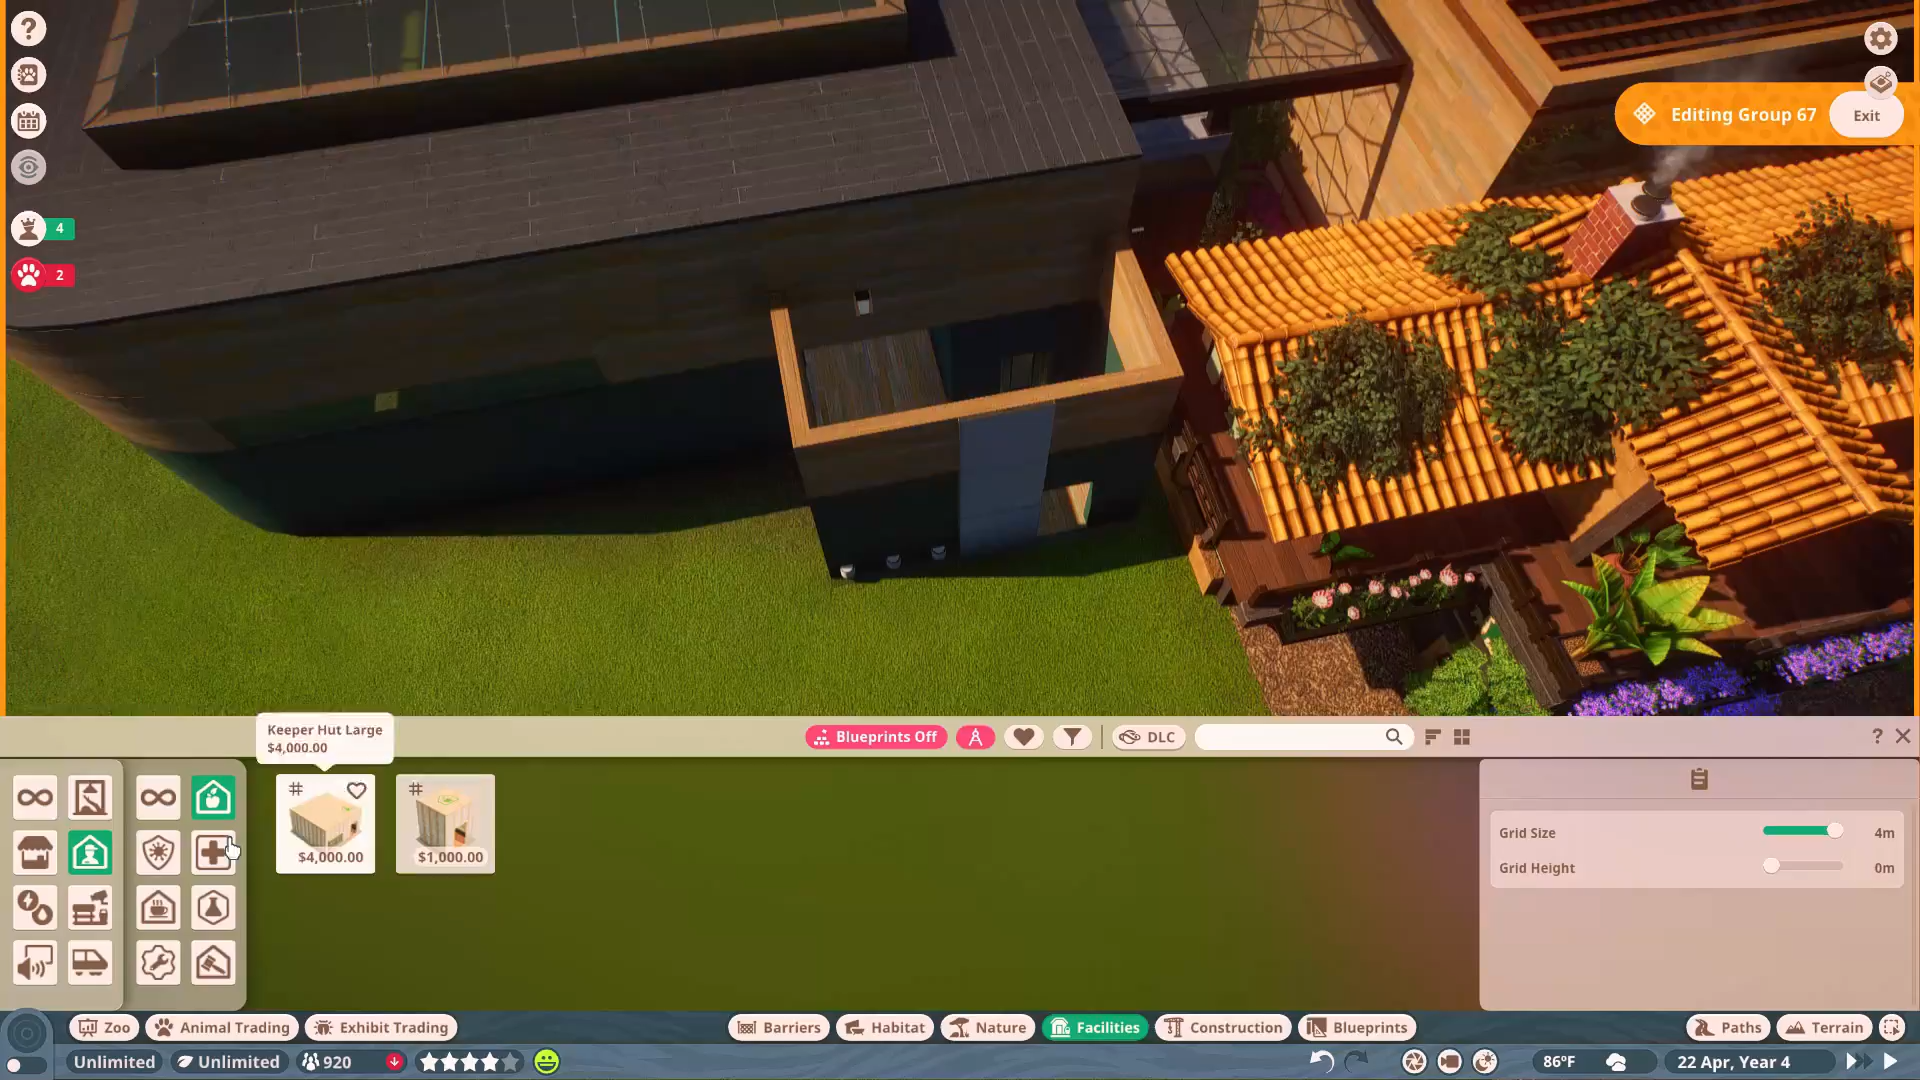 ?
Editing Group 67
Exit
4
2
Keeper Hut Large
$4,000.00
Blueprints Off
DLC
?
$4,000.00
$1,000.00
Grid Size
4m
Grid Height
0m
Zoo
Animal Trading
Exhibit Trading
Barriers
Habitat
Nature
Facilities
Construction
Blueprints
Paths
Terrain
Unlimited
Unlimited
920
86°F
22 Apr, Year 4